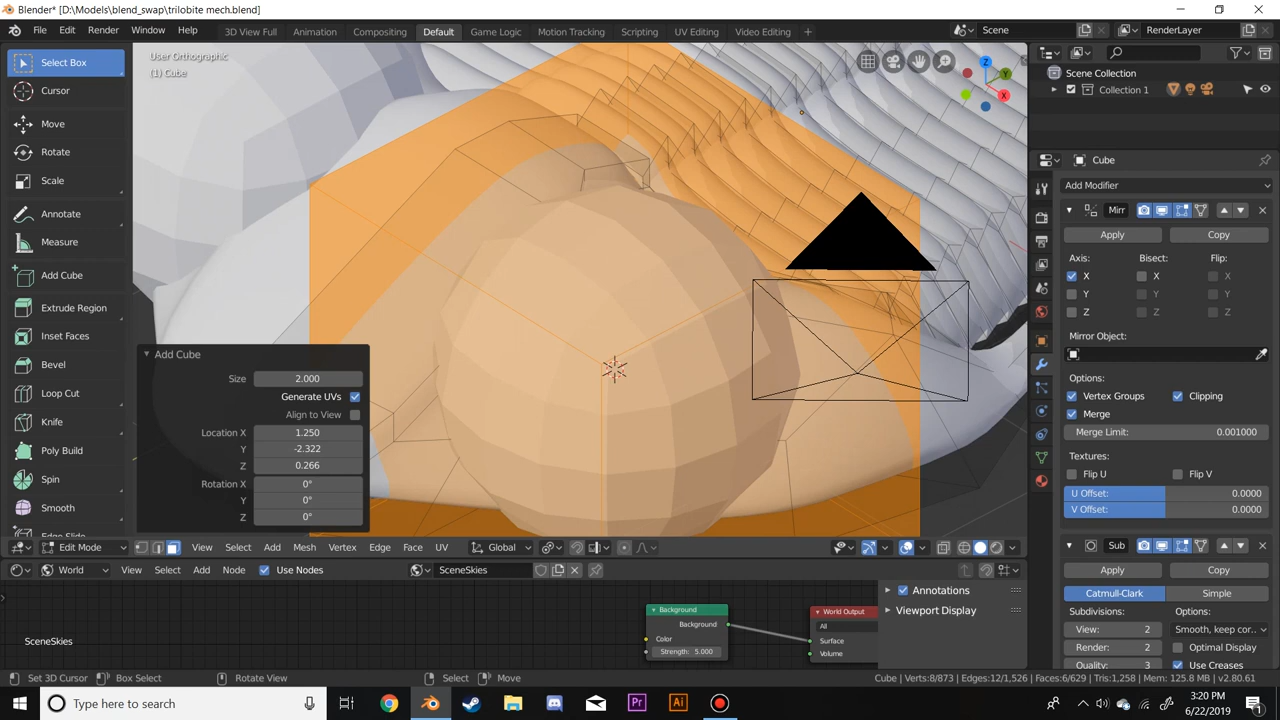 Blender* [D:\Models\blend_swap\trilobite mech.blend]
File Edit Render Window Help 3D View Full Animation Compositing Default Game Logic Motion Tracking Scripting UV Editing Video Editing + Scene RenderLayer
Select Box
Cursor
Move
Rotate
Scale
Annotate
Measure
Add Cube
Extrude Region
Inset Faces
Bevel
Loop Cut
Knife
Poly Build
Spin
Smooth
User Orthographic
(1) Cube
Z
Y
X
Add Cube
Size 2.000
Generate UVs
Align to View
Location X 1.250
Y -2.322
Z 0.266
Rotation X 0°
Y 0°
Z 0°
Edit Mode View Select Add Mesh Vertex Edge Face UV Global
World View Select Add Node Use Nodes SceneSkies
Background
Background
Color
Strength: 5.000
World Output
All
Surface
Volume
Annotations
Viewport Display
SceneSkies
Scene Collection
Collection 1
Cube
Add Modifier
Mirr
Apply Copy
Axis: Bisect: Flip:
X X X
Y Y Y
Z Z Z
Mirror Object:
Options:
Vertex Groups Clipping
Merge
Merge Limit: 0.001000
Textures:
Flip U Flip V
U Offset: 0.0000
V Offset: 0.0000
Sub
Apply Copy
Catmull-Clark Simple
Subdivisions: Options:
View: 2 Smooth, keep cor..
Render: 2 Optimal Display
Quality: 3 Use Creases
Set 3D Cursor Box Select Rotate View Select Move Cube | Verts:8/873 | Edges:12/1,526 | Faces:6/629 | Tris:1,258 | Mem: 125.8 MB | v2.80.61
Type here to search
Pr
Ai
3:20 PM
6/22/2019
1